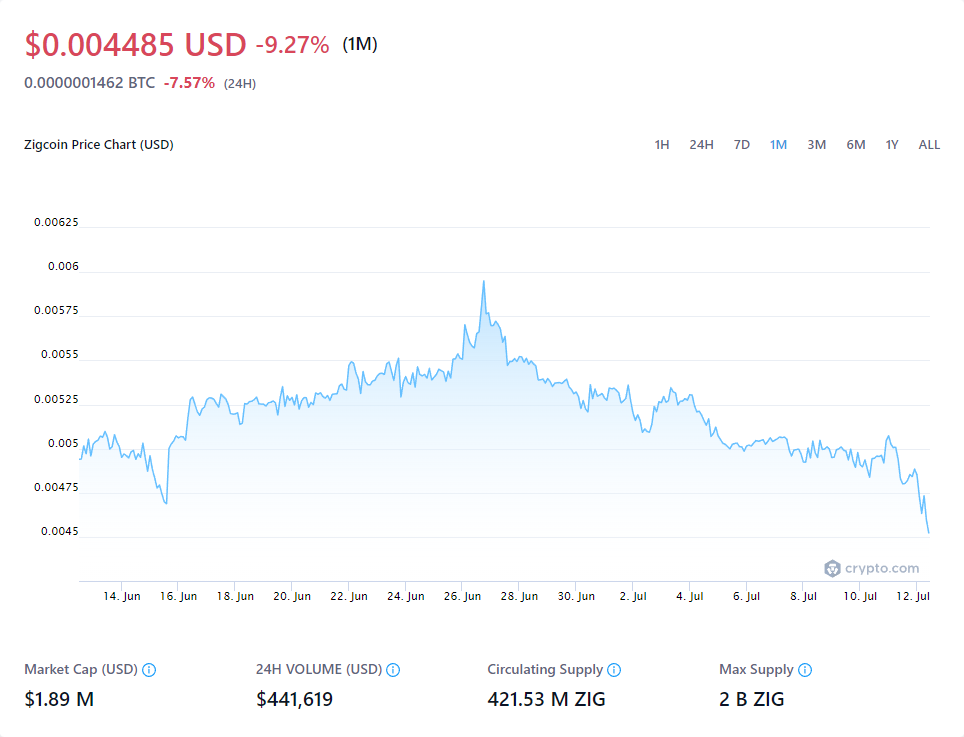 $0.004485 USD -9.27% (1M)
0.0000001462 BTC -7.57% (24H)
Zigcoin Price Chart (USD) 1H 24H 7D 1M 3M 6M 1Y ALL
0.00625
0.006
0.00575
0.0055
0.00525
0.005
0.00475
0.0045
crypto.com
14. Jun 16. Jun 18. Jun 20. Jun 22. Jun 24. Jun 26. Jun 28. Jun 30. Jun 2. Jul 4. Jul 6. Jul 8. Jul 10. Jul 12. Jul
Market Cap (USD) 24H VOLUME (USD) Circulating Supply Max Supply
$1.89 M $441,619 421.53 M ZIG 2 B ZIG